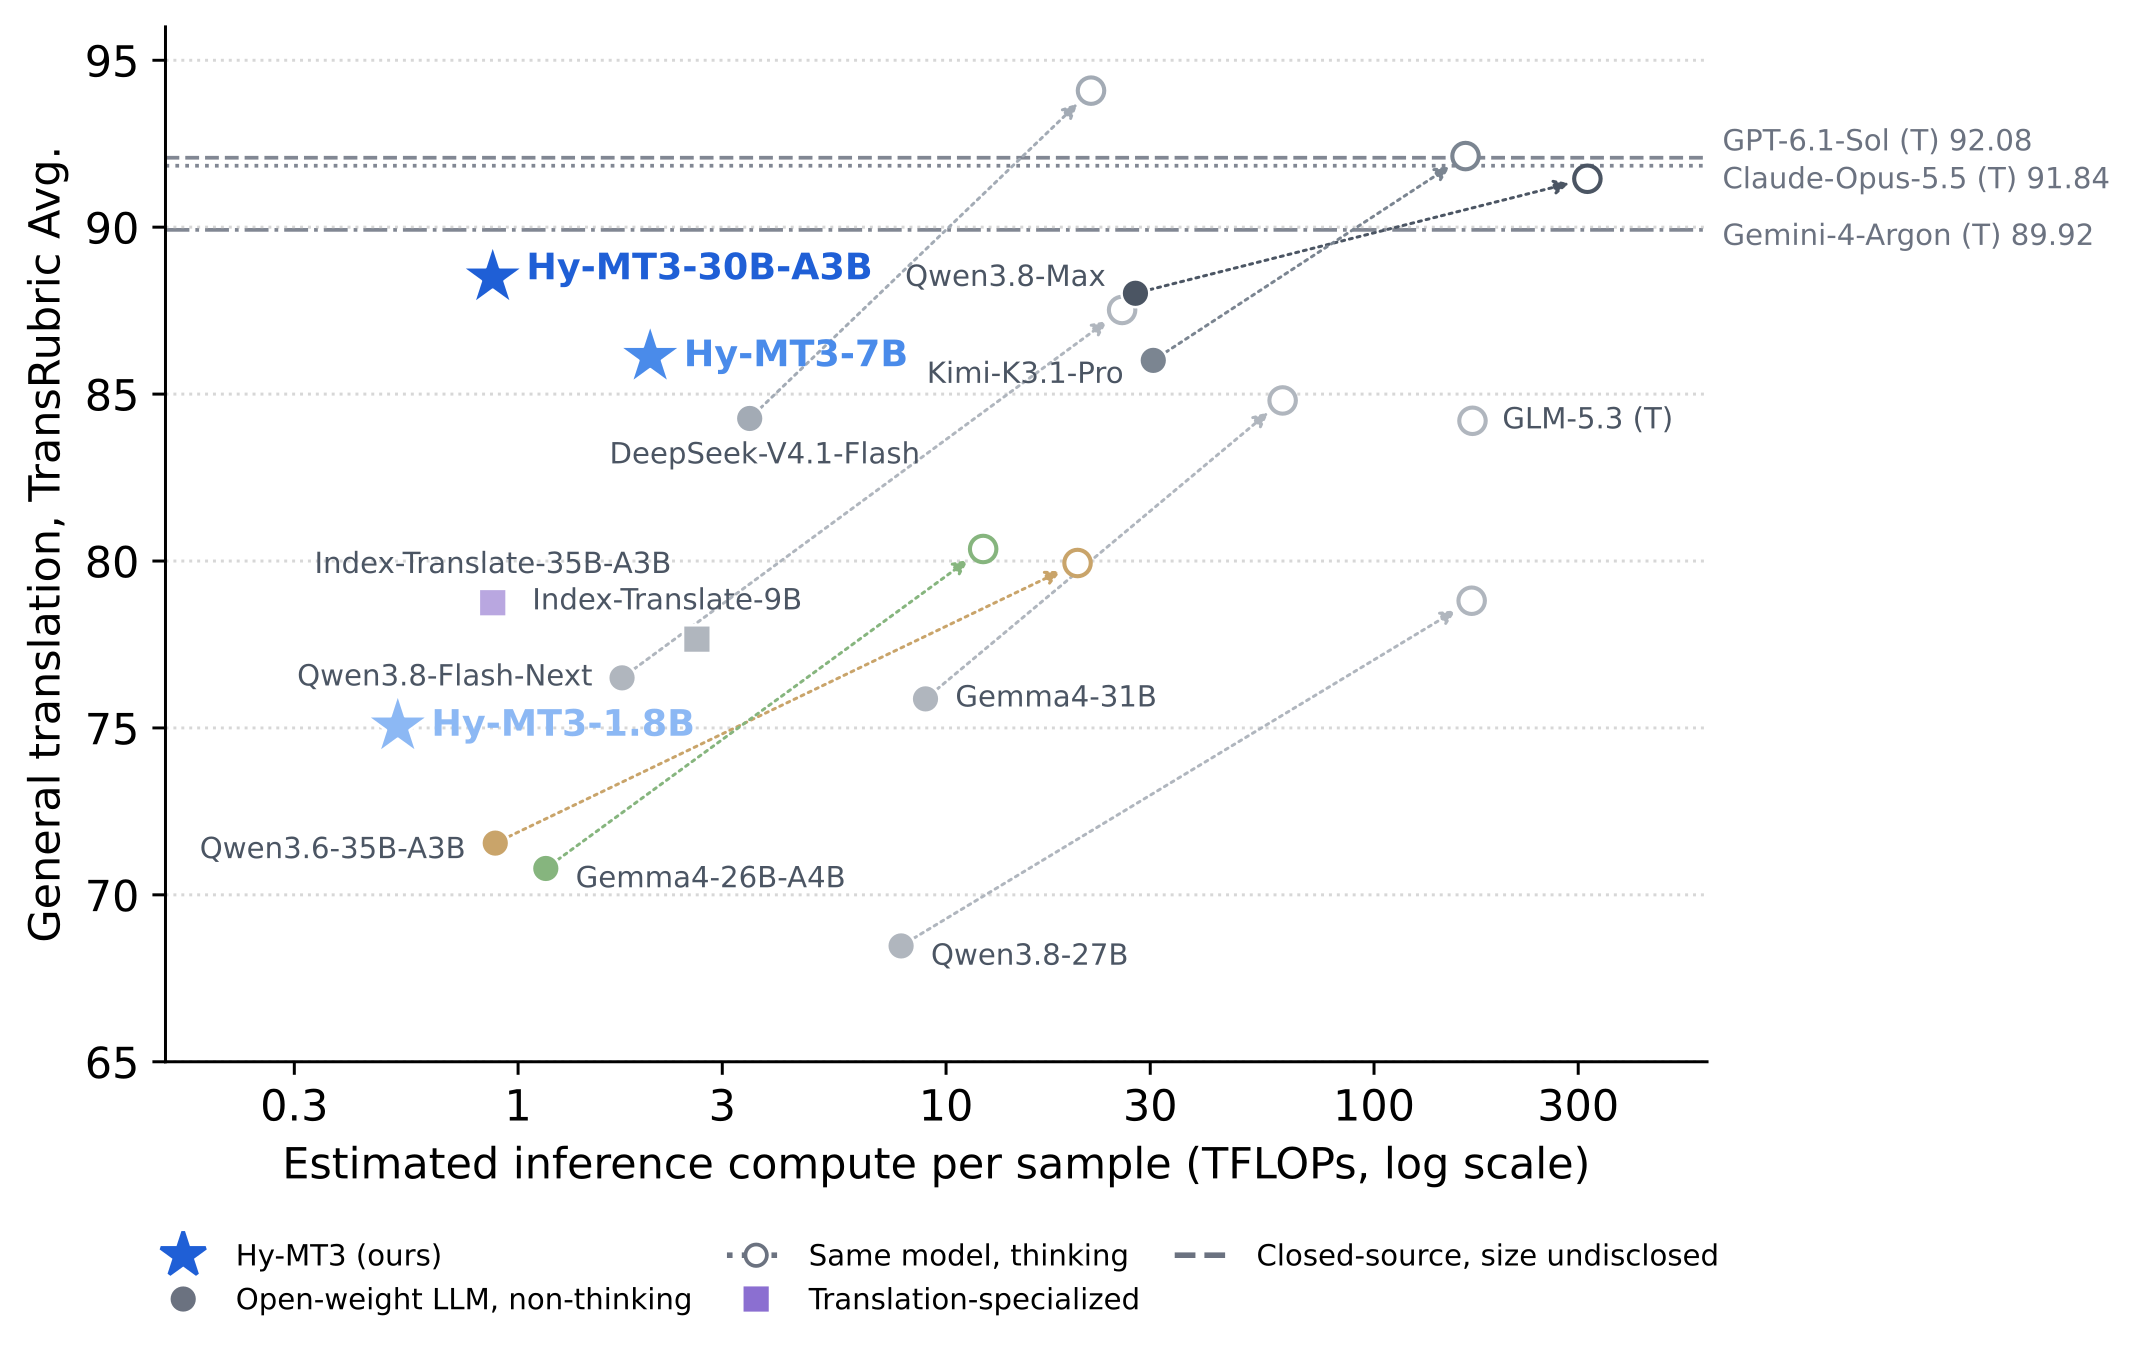 General translation, TransRubric Avg.
95
90
85
80
75
70
65
GPT-6.1-Sol (T) 92.08
Claude-Opus-5.5 (T) 91.84
Gemini-4-Argon (T) 89.92
Hy-MT3-30B-A3B
Qwen3.8-Max
Hy-MT3-7B
Kimi-K3.1-Pro
GLM-5.3 (T)
DeepSeek-V4.1-Flash
Index-Translate-35B-A3B
Index-Translate-9B
Qwen3.8-Flash-Next
Gemma4-31B
Hy-MT3-1.8B
Qwen3.6-35B-A3B
Gemma4-26B-A4B
Qwen3.8-27B
0.3 1 3 10 30 100 300
Estimated inference compute per sample (TFLOPs, log scale)
Hy-MT3 (ours)
Open-weight LLM, non-thinking
Same model, thinking
Translation-specialized
Closed-source, size undisclosed